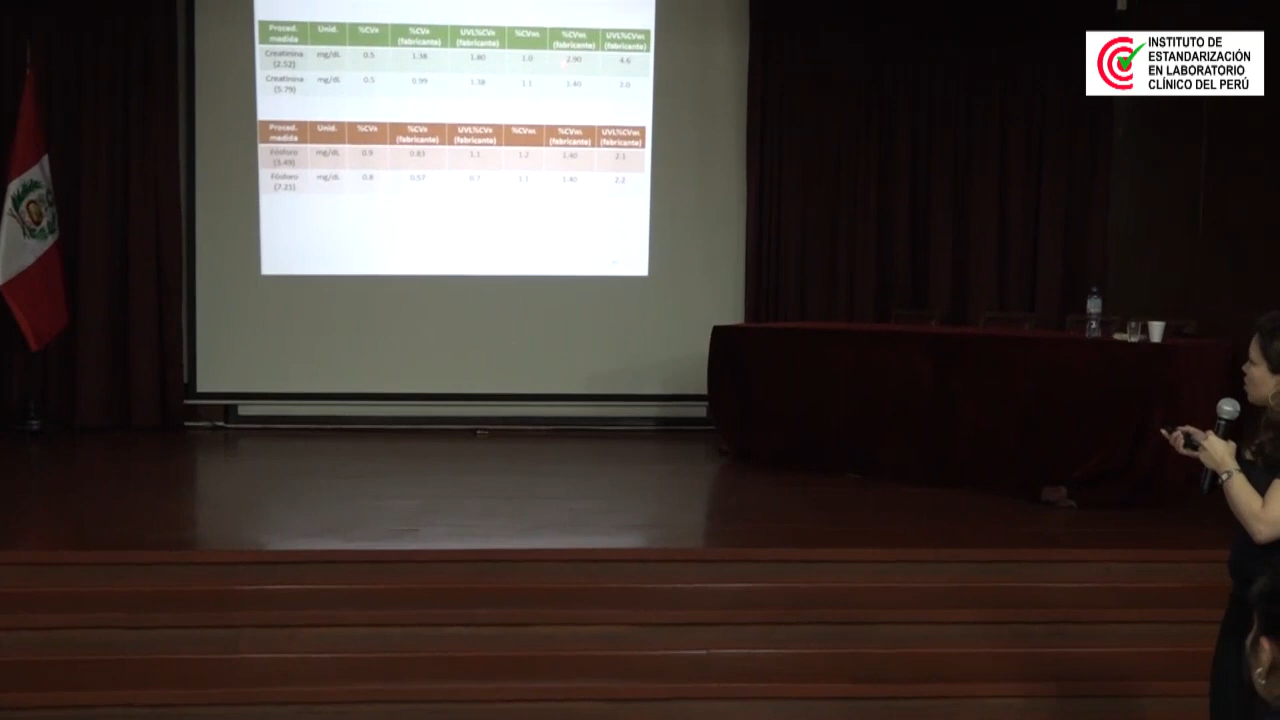 Proced. medida Unid. %CVR %CVR (fabricante) UVL%CVR (fabricante) %CVWL %CVWL (fabricante) UVL%CVWL (fabricante)
Creatinina (2.52) mg/dL 0.5 1.38 1.80 1.0 2.90 4.6
Creatinina (5.79) mg/dL 0.5 0.99 1.38 1.1 1.40 2.0
Proced. medida Unid. %CVR %CVR (fabricante) UVL%CVR (fabricante) %CVWL %CVWL (fabricante) UVL%CVWL (fabricante)
Fósforo (3.49) mg/dL 0.9 0.83 1.1 1.2 1.40 2.1
Fósforo (7.21) mg/dL 0.8 0.57 0.7 1.1 1.40 2.2
INSTITUTO DE
ESTANDARIZACIÓN
EN LABORATORIO
CLÍNICO DEL PERÚ